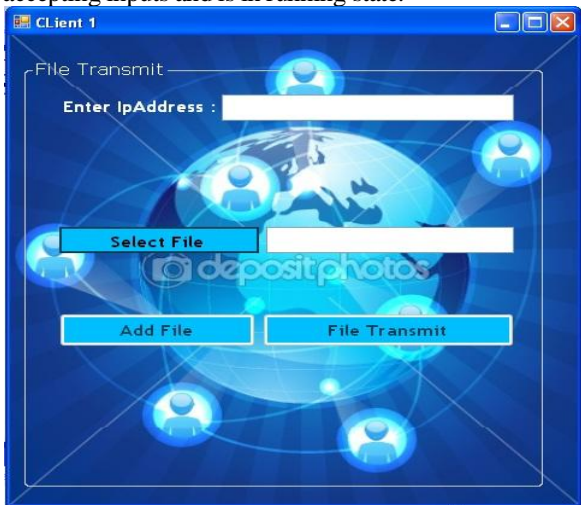 accepting inputs and is in running state.
CLient 1
File Transmit
Enter IpAddress :
Select File
depositphotos
Add File
File Transmit